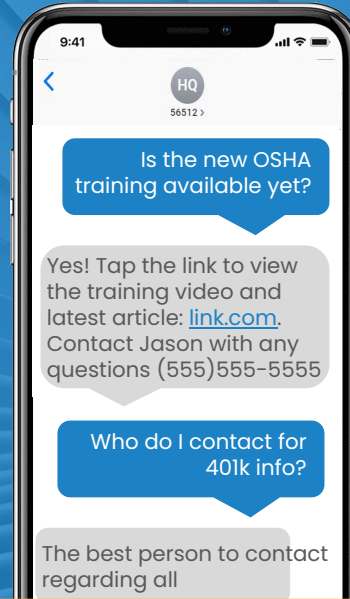 9:41
HQ
56512 >
Is the new OSHA
training available yet?
Yes! Tap the link to view
the training video and
latest article: link.com.
Contact Jason with any
questions (555)555-5555
Who do I contact for
401k info?
The best person to contact
regarding all